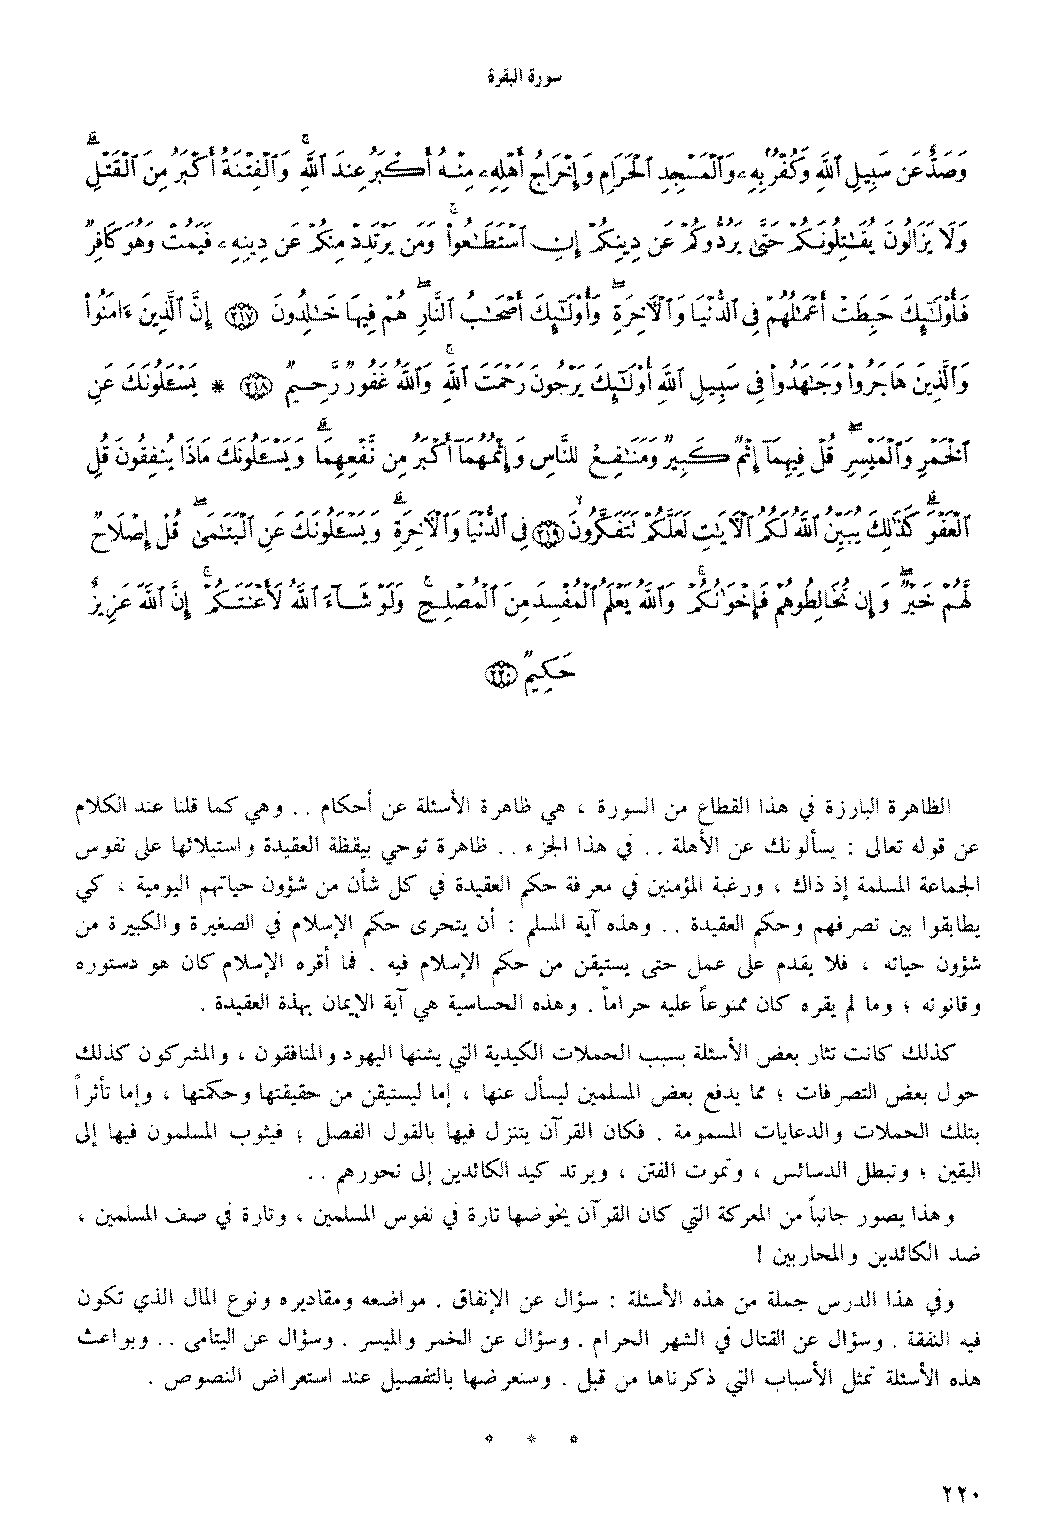 سورة البقرة
وَصَدٌّ عَن سَبِيلِ ٱللَّهِ وَكُفْرٌۢ بِهِۦ وَٱلْمَسْجِدِ ٱلْحَرَامِ وَإِخْرَاجُ أَهْلِهِۦ مِنْهُ أَكْبَرُ عِندَ ٱللَّهِ ۚ وَٱلْفِتْنَةُ أَكْبَرُ مِنَ ٱلْقَتْلِ ۗ
وَلَا يَزَالُونَ يُقَـٰتِلُونَكُمْ حَتَّىٰ يَرُدُّوكُمْ عَن دِينِكُمْ إِنِ ٱسْتَطَـٰعُوا۟ ۚ وَمَن يَرْتَدِدْ مِنكُمْ عَن دِينِهِۦ فَيَمُتْ وَهُوَ كَافِرٌ
فَأُو۟لَـٰٓئِكَ حَبِطَتْ أَعْمَـٰلُهُمْ فِى ٱلدُّنْيَا وَٱلْـَٔاخِرَةِ ۖ وَأُو۟لَـٰٓئِكَ أَصْحَـٰبُ ٱلنَّارِ ۖ هُمْ فِيهَا خَـٰلِدُونَ ﴿٢١٧﴾ إِنَّ ٱلَّذِينَ ءَامَنُوا۟
وَٱلَّذِينَ هَاجَرُوا۟ وَجَـٰهَدُوا۟ فِى سَبِيلِ ٱللَّهِ أُو۟لَـٰٓئِكَ يَرْجُونَ رَحْمَتَ ٱللَّهِ ۚ وَٱللَّهُ غَفُورٌ رَّحِيمٌ ﴿٢١٨﴾ * يَسْـَٔلُونَكَ عَنِ
ٱلْخَمْرِ وَٱلْمَيْسِرِ ۖ قُلْ فِيهِمَآ إِثْمٌ كَبِيرٌ وَمَنَـٰفِعُ لِلنَّاسِ وَإِثْمُهُمَآ أَكْبَرُ مِن نَّفْعِهِمَا ۗ وَيَسْـَٔلُونَكَ مَاذَا يُنفِقُونَ قُلِ
ٱلْعَفْوَ ۗ كَذَٰلِكَ يُبَيِّنُ ٱللَّهُ لَكُمُ ٱلْـَٔايَـٰتِ لَعَلَّكُمْ تَتَفَكَّرُونَ ۙ ﴿٢١٩﴾ فِى ٱلدُّنْيَا وَٱلْـَٔاخِرَةِ ۗ وَيَسْـَٔلُونَكَ عَنِ ٱلْيَتَـٰمَىٰ ۖ قُلْ إِصْلَاحٌ
لَّهُمْ خَيْرٌ ۖ وَإِن تُخَالِطُوهُمْ فَإِخْوَٰنُكُمْ ۚ وَٱللَّهُ يَعْلَمُ ٱلْمُفْسِدَ مِنَ ٱلْمُصْلِحِ ۚ وَلَوْ شَآءَ ٱللَّهُ لَأَعْنَتَكُمْ ۚ إِنَّ ٱللَّهَ عَزِيزٌ
حَكِيمٌ ﴿٢٢٠﴾
الظاهرة البارزة في هذا القطاع من السورة ، هي ظاهرة الأسئلة عن أحكام .. وهي كما قلنا عند الكلام
عن قوله تعالى : يسألونك عن الأهلة .. في هذا الجزء .. ظاهرة توحي بيقظة العقيدة واستيلائها على نفوس
الجماعة المسلمة إذ ذاك ، ورغبة المؤمنين في معرفة حكم العقيدة في كل شأن من شؤون حياتهم اليومية ، كي
يطابقوا بين تصرفهم وحكم العقيدة .. وهذه آية المسلم : أن يتحرى حكم الإسلام في الصغيرة والكبيرة من
شؤون حياته ، فلا يقدم على عمل حتى يستيقن من حكم الإسلام فيه . فما أقره الإسلام كان هو دستوره
وقانونه ؛ وما لم يقره كان ممنوعاً عليه حراماً . وهذه الحساسية هي آية الإيمان بهذة العقيدة .
كذلك كانت تثار بعض الأسئلة بسبب الحملات الكيدية التي يشنها اليهود والمنافقون ، والمشركون كذلك
حول بعض التصرفات ؛ مما يدفع بعض المسلمين ليسأل عنها ، إما ليستيقن من حقيقتها وحكمتها ، وإما تأثراً
بتلك الحملات والدعايات المسمومة . فكان القرآن يتنزل فيها بالقول الفصل ؛ فيثوب المسلمون فيها إلى
اليقين ؛ وتبطل الدسائس ، وتموت الفتن ، ويرتد كيد الكائدين إلى نحورهم ..
وهذا يصور جانباً من المعركة التي كان القرآن يخوضها تارة في نفوس المسلمين ، وتارة في صف المسلمين ،
ضد الكائدين والمحاربين !
وفي هذا الدرس جملة من هذه الأسئلة : سؤال عن الإنفاق . مواضعه ومقاديره ونوع المال الذي تكون
فيه النفقة . وسؤال عن القتال في الشهر الحرام . وسؤال عن الخمر والميسر . وسؤال عن اليتامى .. وبواعث
هذه الأسئلة تمثل الأسباب التي ذكرناها من قبل . وسنعرضها بالتفصيل عند استعراض النصوص .
* * *
٢٢٠